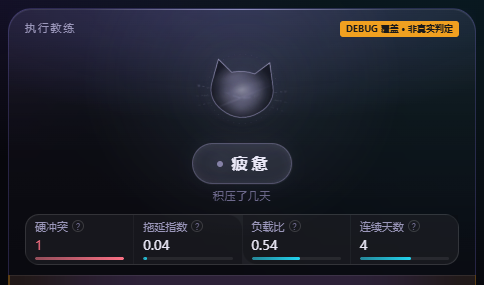 执行教练
DEBUG 覆盖 • 非真实判定
疲惫
积压了几天
硬冲突 ?
拖延指数 ?
负载比 ?
连续天数 ?
1
0.04
0.54
4